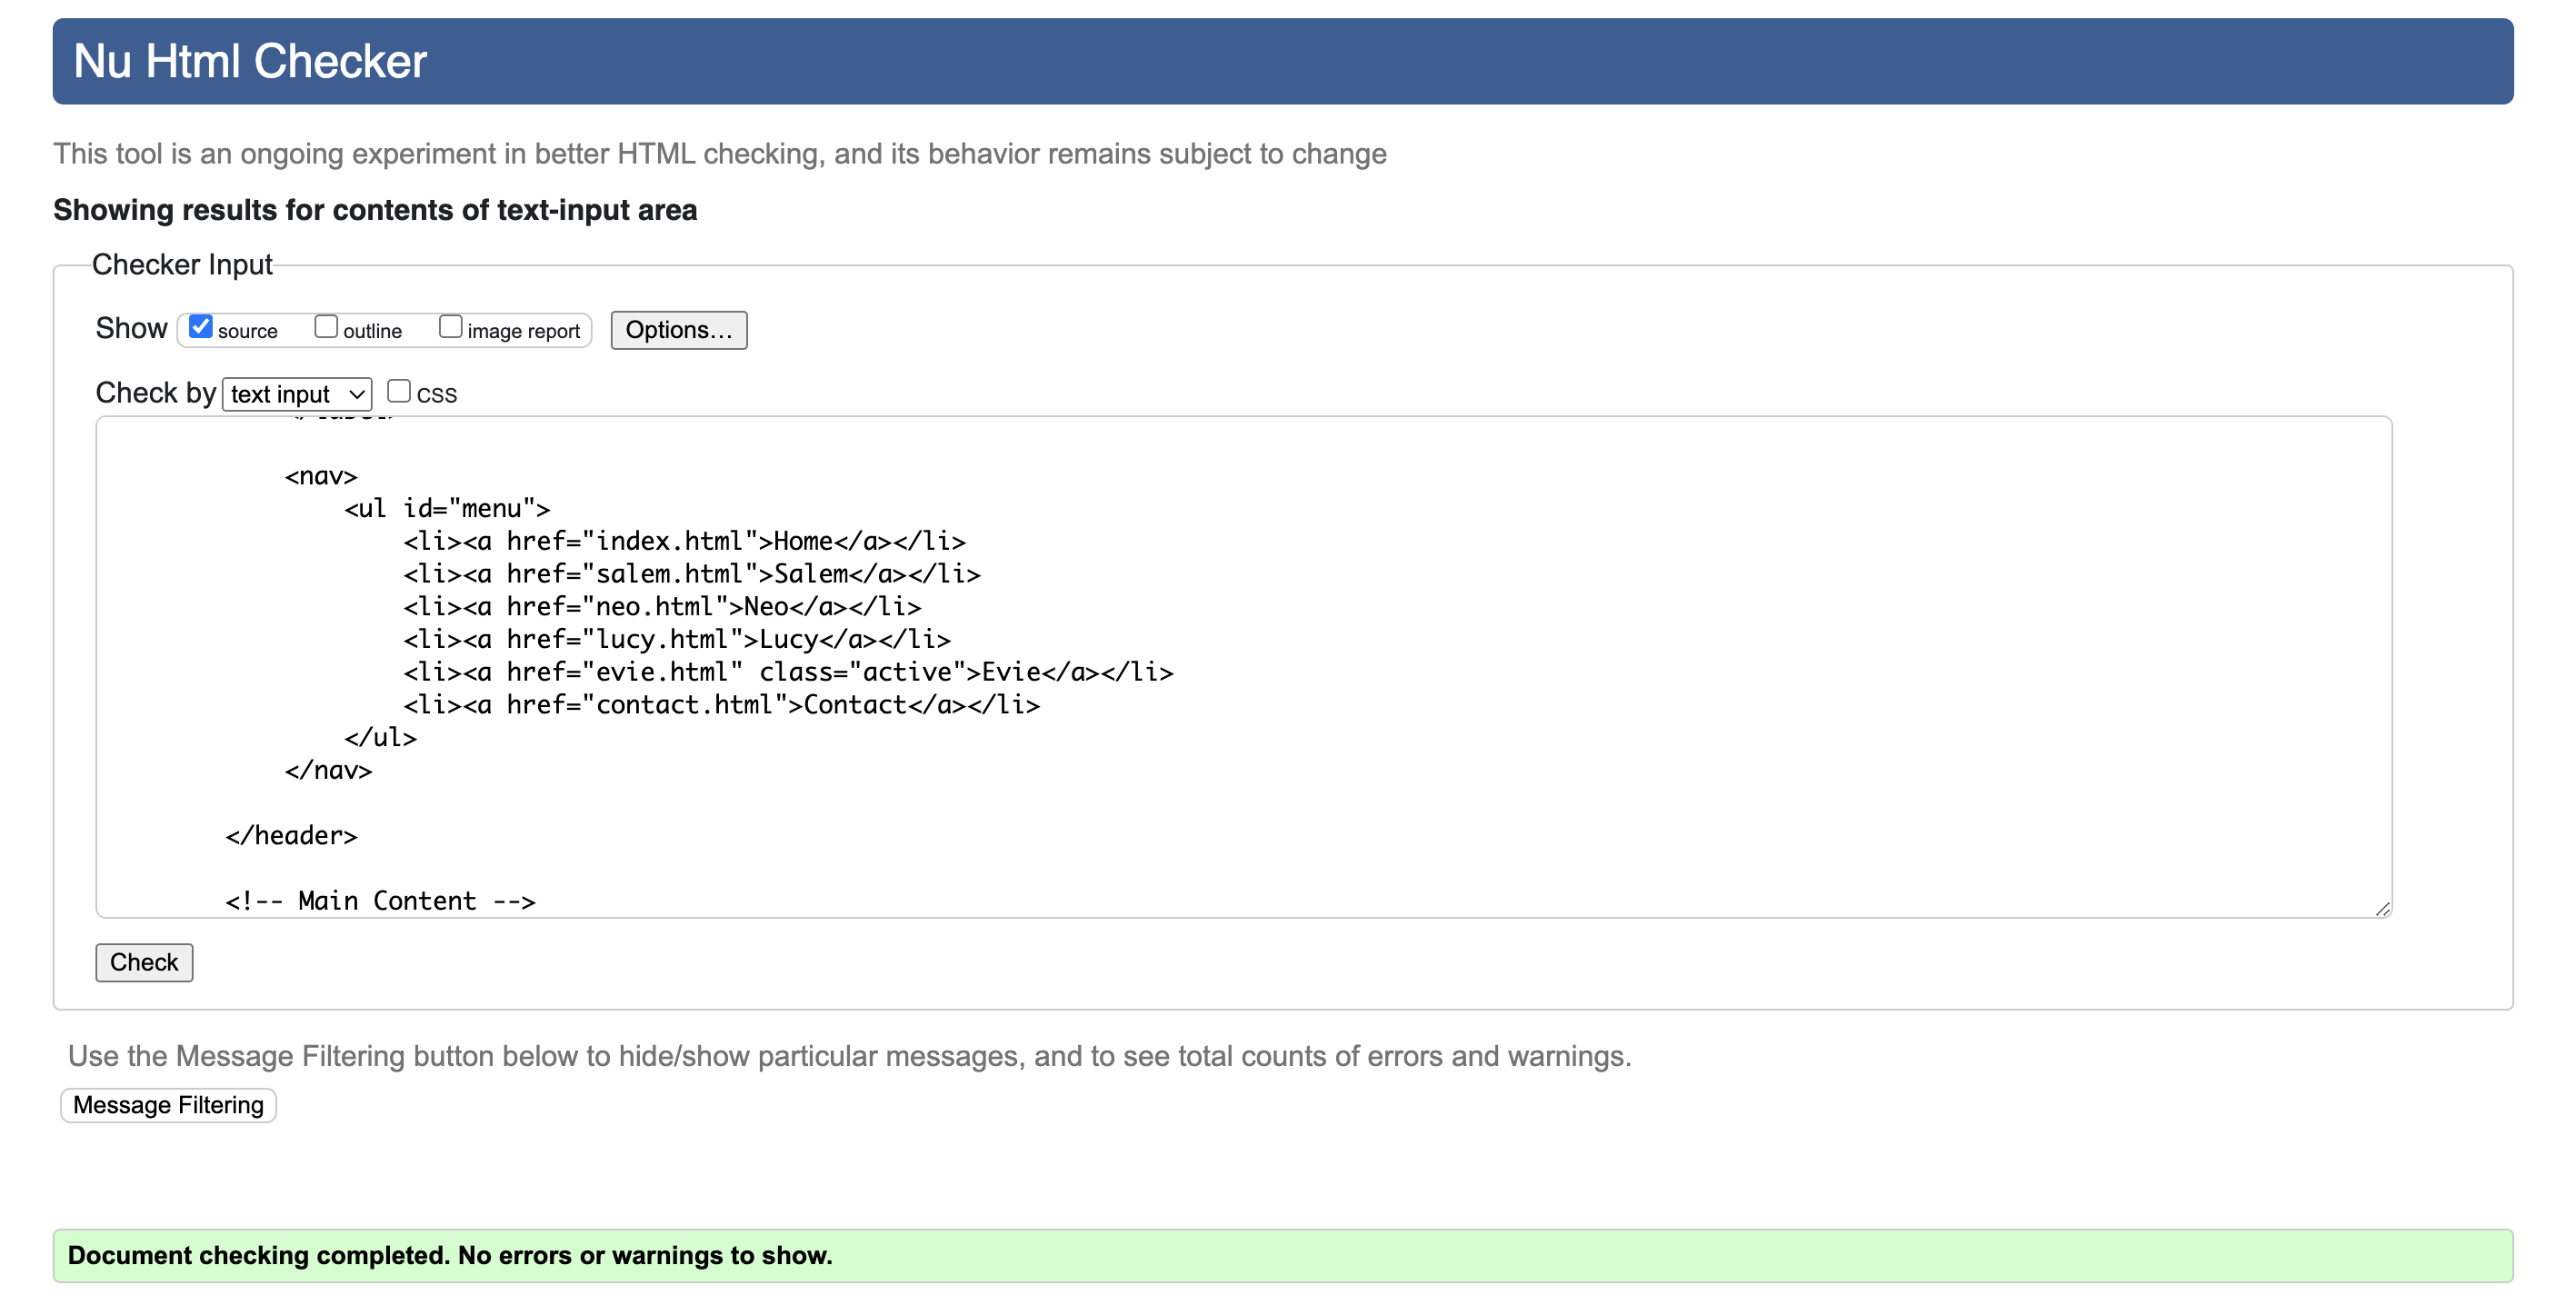 Nu Html Checker
This tool is an ongoing experiment in better HTML checking, and its behavior remains subject to change
Showing results for contents of text-input area
Checker Input
Show source outline image report Options...
Check by text input CSS
<nav>
<ul id="menu">
<li><a href="index.html">Home</a></li>
<li><a href="salem.html">Salem</a></li>
<li><a href="neo.html">Neo</a></li>
<li><a href="lucy.html">Lucy</a></li>
<li><a href="evie.html" class="active">Evie</a></li>
<li><a href="contact.html">Contact</a></li>
</ul>
</nav>
</header>
<!-- Main Content -->
Check
Use the Message Filtering button below to hide/show particular messages, and to see total counts of errors and warnings.
Message Filtering
Document checking completed. No errors or warnings to show.